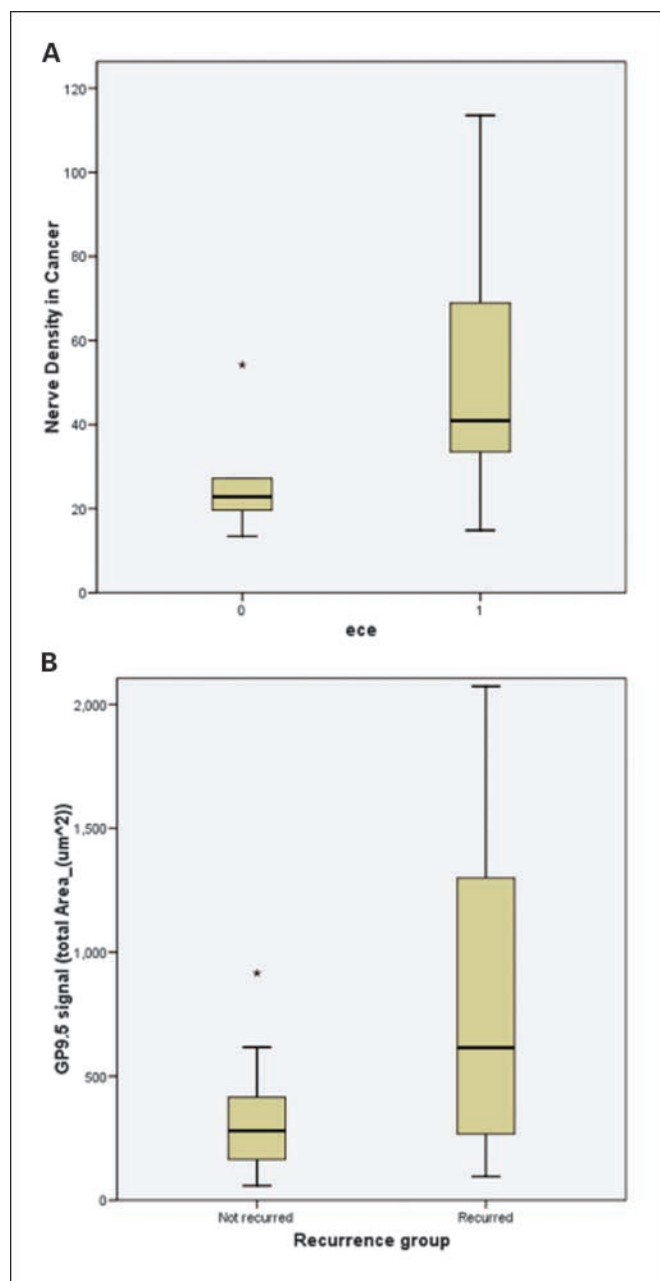 A
120
100
80
60
40
20
0
Nerve Density in Cancer
0 1
ece
B
2,000
1,500
1,000
500
0
GP9.5 signal (total Area_(um^2))
Not recurred Recurred
Recurrence group